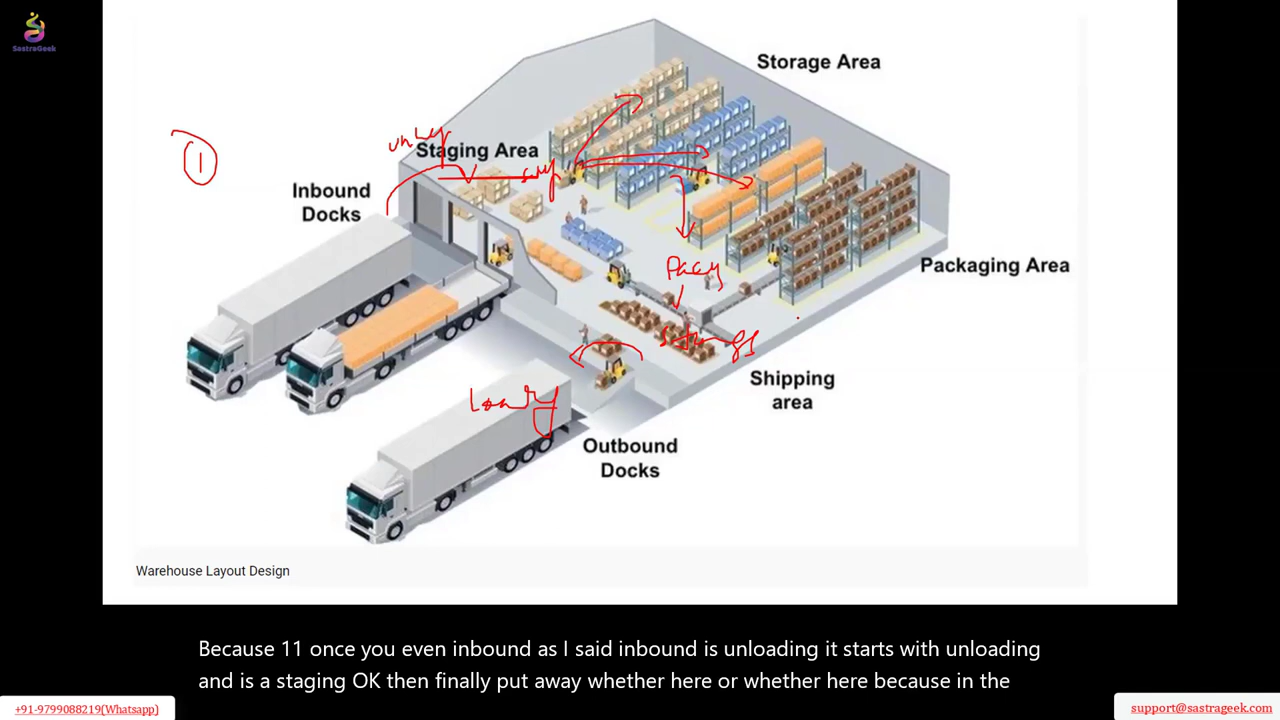 SastraGeek
Storage Area
Staging Area
Inbound
Docks
Packaging Area
Shipping
area
Outbound
Docks
1
Warehouse Layout Design
Because 11 once you even inbound as I said inbound is unloading it starts with unloading
and is a staging OK then finally put away whether here or whether here because in the
+91-9799088219(Whatsapp)
support@sastrageek.com